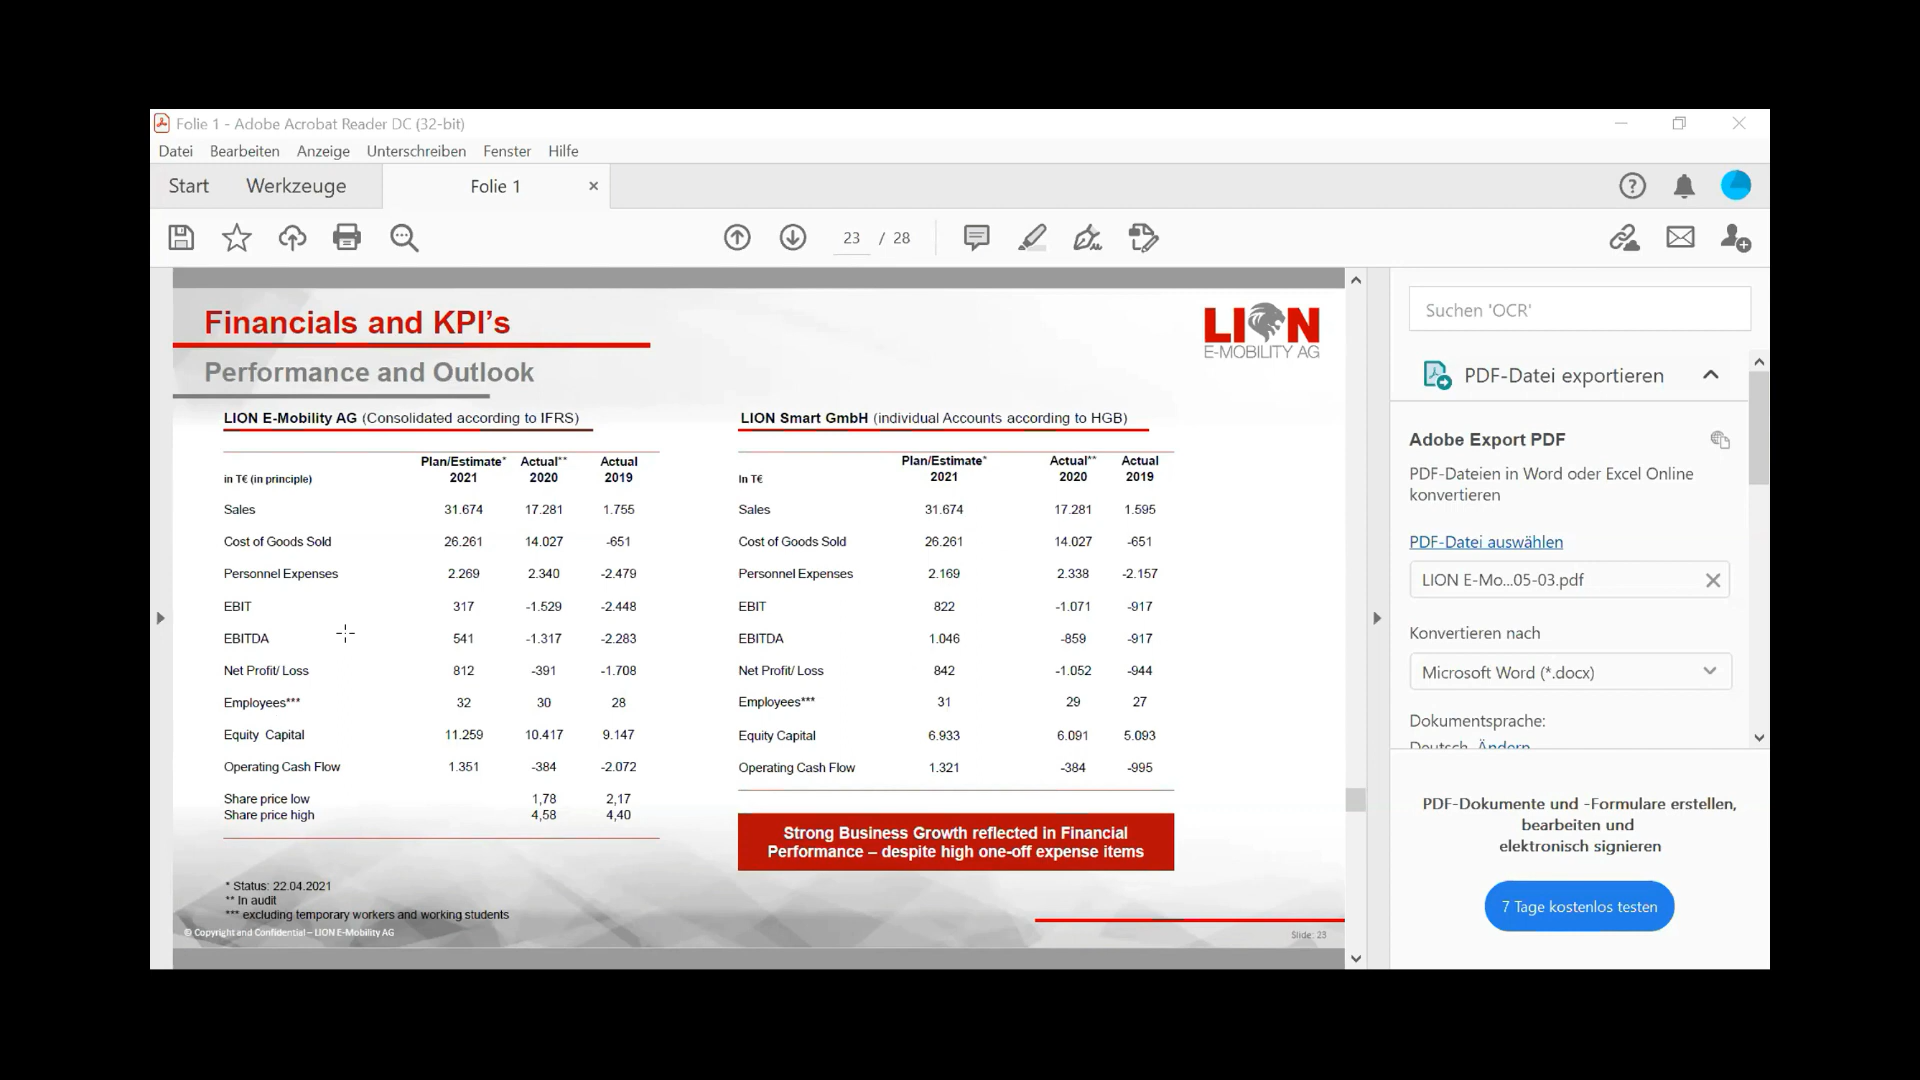 Folie 1 - Adobe Acrobat Reader DC (32-bit)
Datei Bearbeiten Anzeige Unterschreiben Fenster Hilfe
Start Werkzeuge Folie 1
23 / 28
Financials and KPI's
Performance and Outlook
LION
E-MOBILITY AG
LION E-Mobility AG (Consolidated according to IFRS)
in T€ (in principle) Plan/Estimate* 2021 Actual** 2020 Actual 2019
Sales 31.674 17.281 1.755
Cost of Goods Sold 26.261 14.027 -651
Personnel Expenses 2.269 2.340 -2.479
EBIT 317 -1.529 -2.448
EBITDA 541 -1.317 -2.283
Net Profit/ Loss 812 -391 -1.708
Employees*** 32 30 28
Equity Capital 11.259 10.417 9.147
Operating Cash Flow 1.351 -384 -2.072
Share price low 1,78 2,17
Share price high 4,58 4,40
* Status: 22.04.2021
** In audit
*** excluding temporary workers and working students
© Copyright and Confidential – LION E-Mobility AG
LION Smart GmbH (individual Accounts according to HGB)
In T€ Plan/Estimate* 2021 Actual** 2020 Actual 2019
Sales 31.674 17.281 1.595
Cost of Goods Sold 26.261 14.027 -651
Personnel Expenses 2.169 2.338 -2.157
EBIT 822 -1.071 -917
EBITDA 1.046 -859 -917
Net Profit/ Loss 842 -1.052 -944
Employees*** 31 29 27
Equity Capital 6.933 6.091 5.093
Operating Cash Flow 1.321 -384 -995
Strong Business Growth reflected in Financial
Performance – despite high one-off expense items
Slide: 23
Suchen 'OCR'
PDF-Datei exportieren
Adobe Export PDF
PDF-Dateien in Word oder Excel Online
konvertieren
PDF-Datei auswählen
LION E-Mo...05-03.pdf
Konvertieren nach
Microsoft Word (*.docx)
Dokumentsprache:
Deutsch Ändern
PDF-Dokumente und -Formulare erstellen,
bearbeiten und
elektronisch signieren
7 Tage kostenlos testen